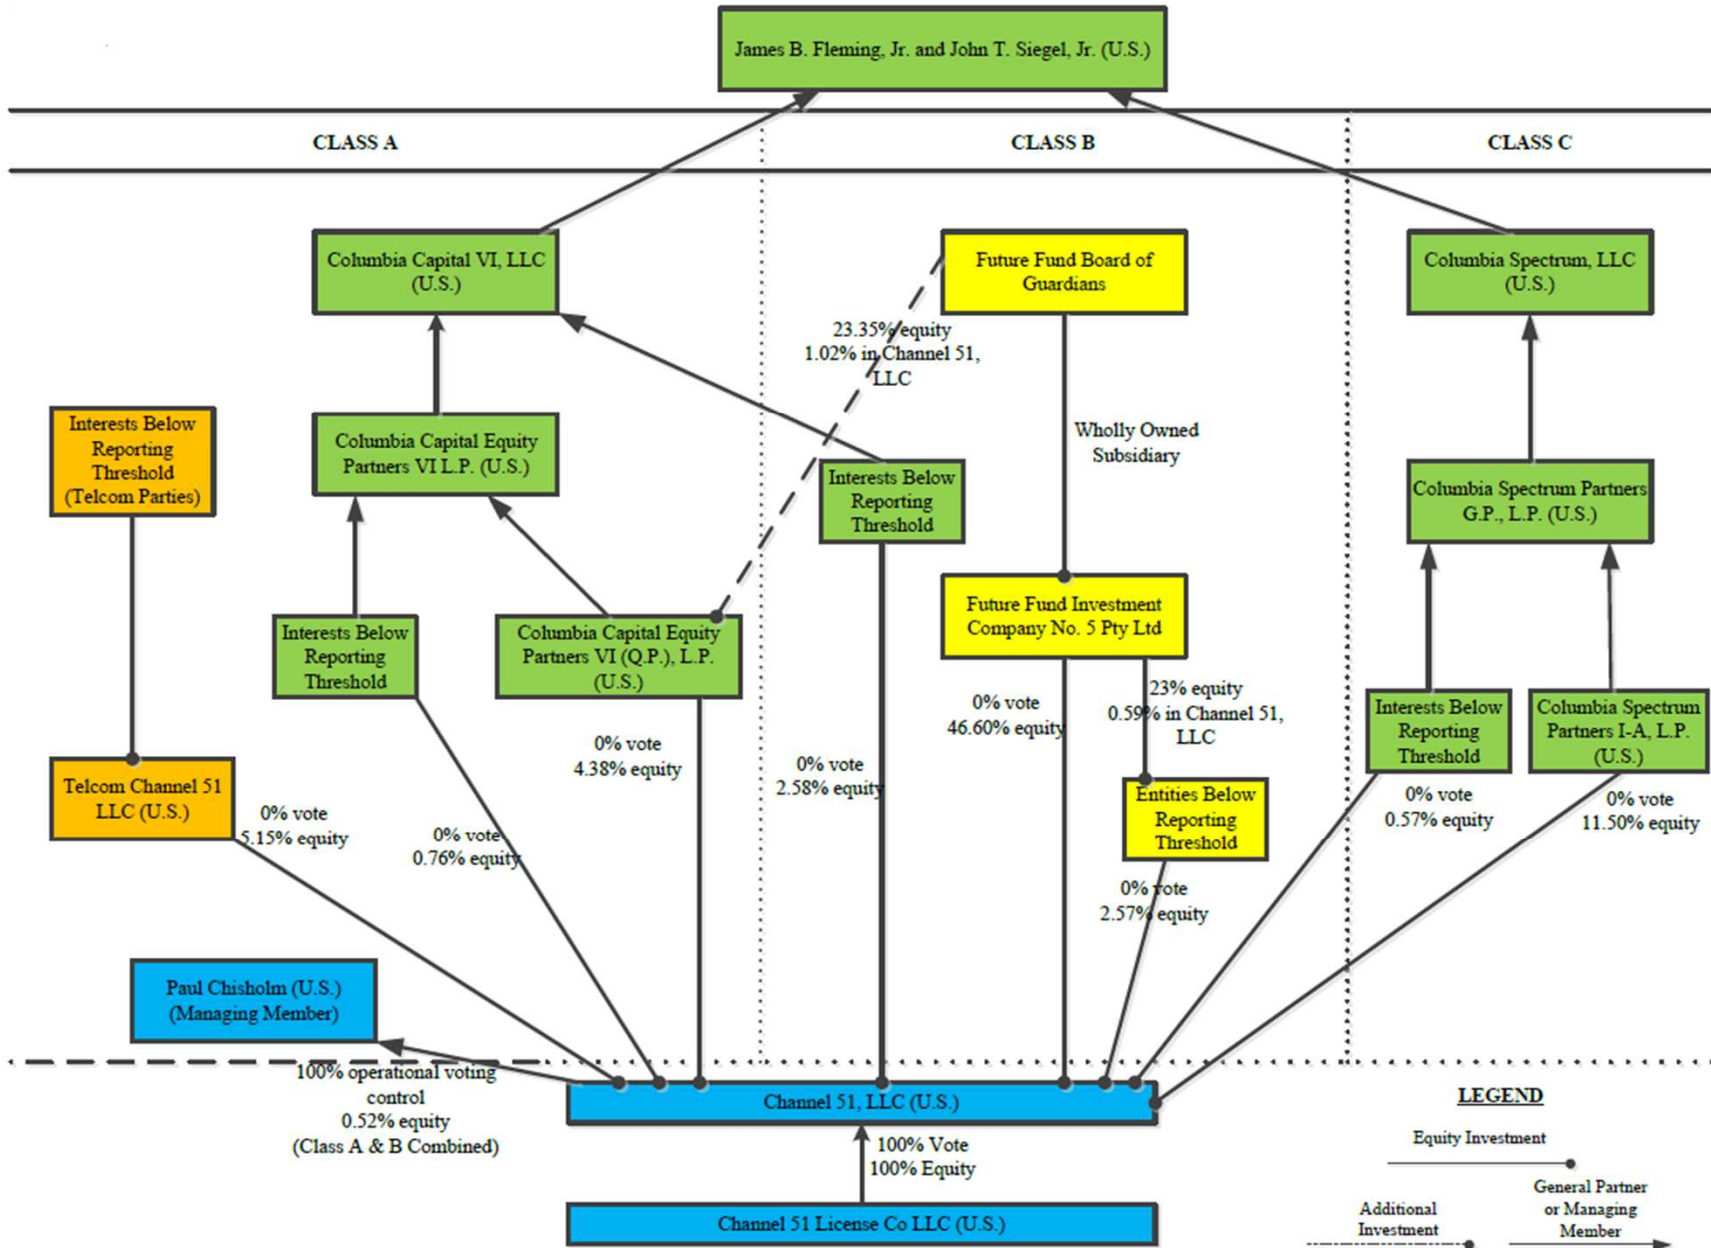 James B. Fleming, Jr. and John T. Siegel, Jr. (U.S.)
CLASS A
CLASS B
CLASS C
Columbia Capital VI, LLC
(U.S.)
Future Fund Board of
Guardians
Columbia Spectrum, LLC
(U.S.)
23.35% equity
1.02% in Channel 51,
LLC
Interests Below
Reporting
Threshold
(Telcom Parties)
Columbia Capital Equity
Partners VI L.P. (U.S.)
Interests Below
Reporting
Threshold
Wholly Owned
Subsidiary
Columbia Spectrum Partners
G.P., L.P. (U.S.)
Interests Below
Reporting
Threshold
Columbia Capital Equity
Partners VI (Q.P.), L.P.
(U.S.)
Future Fund Investment
Company No. 5 Pty Ltd
Interests Below
Reporting
Threshold
Columbia Spectrum
Partners I-A, L.P.
(U.S.)
Telcom Channel 51
LLC (U.S.)
0% vote
5.15% equity
0% vote
0.76% equity
0% vote
4.38% equity
0% vote
2.58% equity
0% vote
46.60% equity
23% equity
0.59% in Channel 51,
LLC
Entities Below
Reporting
Threshold
0% vote
2.57% equity
0% vote
0.57% equity
0% vote
11.50% equity
Paul Chisholm (U.S.)
(Managing Member)
100% operational voting
control
0.52% equity
(Class A & B Combined)
Channel 51, LLC (U.S.)
100% Vote
100% Equity
Channel 51 License Co LLC (U.S.)
LEGEND
Equity Investment
Additional
Investment
General Partner
or Managing
Member